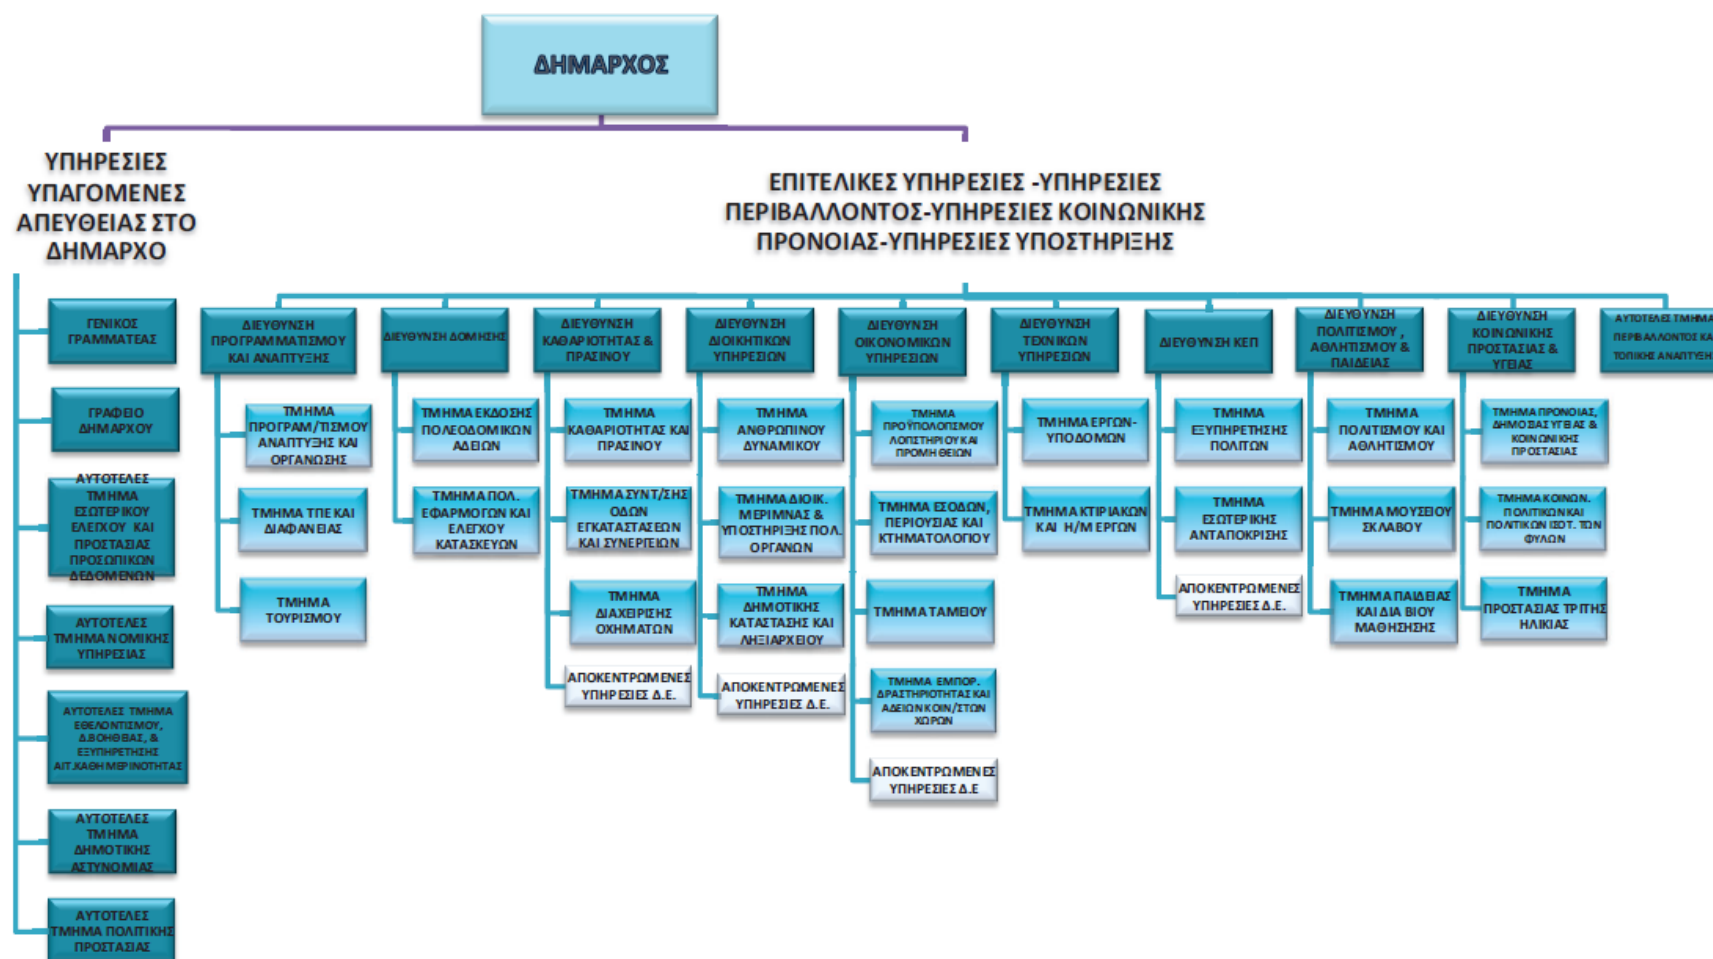 ΔΗΜΑΡΧΟΣ
ΥΠΗΡΕΣΙΕΣ
ΥΠΑΓΟΜΕΝΕΣ
ΑΠΕΥΘΕΙΑΣ ΣΤΟ
ΔΗΜΑΡΧΟ
ΕΠΙΤΕΛΙΚΕΣ ΥΠΗΡΕΣΙΕΣ -ΥΠΗΡΕΣΙΕΣ
ΠΕΡΙΒΑΛΛΟΝΤΟΣ-ΥΠΗΡΕΣΙΕΣ ΚΟΙΝΩΝΙΚΗΣ
ΠΡΟΝΟΙΑΣ-ΥΠΗΡΕΣΙΕΣ ΥΠΟΣΤΗΡΙΞΗΣ
ΓΕΝΙΚΟΣ
ΓΡΑΜΜΑΤΕΑΣ
ΓΡΑΦΕΙΟ
ΔΗΜΑΡΧΟΥ
ΑΥΤΟΤΕΛΕΣ
ΤΜΗΜΑ
ΕΣΩΤΕΡΙΚΟΥ
ΕΛΕΓΧΟΥ ΚΑΙ
ΠΡΟΣΤΑΣΙΑΣ
ΠΡΟΣΩΠΙΚΩΝ
ΔΕΔΟΜΕΝΩΝ
ΑΥΤΟΤΕΛΕΣ
ΤΜΗΜΑ ΝΟΜΙΚΗΣ
ΥΠΗΡΕΣΙΑΣ
ΑΥΤΟΤΕΛΕΣ ΤΜΗΜΑ
ΕΘΕΛΟΝΤΙΣΜΟΥ,
Δ.ΒΟΗΘΕΙΑΣ, &
ΕΞΥΠΗΡΕΤΗΣΗΣ
ΑΙΤ.ΚΑΘΗΜΕΡΙΝΟΤΗΤΑΣ
ΑΥΤΟΤΕΛΕΣ
ΤΜΗΜΑ
ΔΗΜΟΤΙΚΗΣ
ΑΣΤΥΝΟΜΙΑΣ
ΑΥΤΟΤΕΛΕΣ
ΤΜΗΜΑ ΠΟΛΙΤΙΚΗΣ
ΠΡΟΣΤΑΣΙΑΣ
ΔΙΕΥΘΥΝΣΗ
ΠΡΟΓΡΑΜΜΑΤΙΣΜΟΥ
ΚΑΙ ΑΝΑΠΤΥΞΗΣ
ΤΜΗΜΑ
ΠΡΟΓΡΑΜ/ΤΙΣΜΟΥ
ΑΝΑΠΤΥΞΗΣ ΚΑΙ
ΟΡΓΑΝΩΣΗΣ
ΤΜΗΜΑ ΤΠΕ ΚΑΙ
ΔΙΑΦΑΝΕΙΑΣ
ΤΜΗΜΑ
ΤΟΥΡΙΣΜΟΥ
ΔΙΕΥΘΥΝΣΗ ΔΟΜΗΣΗΣ
ΤΜΗΜΑ ΕΚΔΟΣΗΣ
ΠΟΛΕΟΔΟΜΙΚΩΝ
ΑΔΕΙΩΝ
ΤΜΗΜΑ ΠΟΛ.
ΕΦΑΡΜΟΓΩΝ ΚΑΙ
ΕΛΕΓΧΟΥ
ΚΑΤΑΣΚΕΥΩΝ
ΔΙΕΥΘΥΝΣΗ
ΚΑΘΑΡΙΟΤΗΤΑΣ &
ΠΡΑΣΙΝΟΥ
ΤΜΗΜΑ
ΚΑΘΑΡΙΟΤΗΤΑΣ ΚΑΙ
ΠΡΑΣΙΝΟΥ
ΤΜΗΜΑ ΣΥΝΤ/ΣΗΣ
ΟΔΩΝ
ΕΓΚΑΤΑΣΤΑΣΕΩΝ
ΚΑΙ ΣΥΝΕΡΓΕΙΩΝ
ΤΜΗΜΑ
ΔΙΑΧΕΙΡΙΣΗΣ
ΟΧΗΜΑΤΩΝ
ΑΠΟΚΕΝΤΡΩΜΕΝΕΣ
ΥΠΗΡΕΣΙΕΣ Δ.Ε.
ΔΙΕΥΘΥΝΣΗ
ΔΙΟΙΚΗΤΙΚΩΝ
ΥΠΗΡΕΣΙΩΝ
ΤΜΗΜΑ
ΑΝΘΡΩΠΙΝΟΥ
ΔΥΝΑΜΙΚΟΥ
ΤΜΗΜΑ ΔΙΟΙΚ.
ΜΕΡΙΜΝΑΣ &
ΥΠΟΣΤΗΡΙΞΗΣ ΠΟΛ.
ΟΡΓΑΝΩΝ
ΤΜΗΜΑ
ΔΗΜΟΤΙΚΗΣ
ΚΑΤΑΣΤΑΣΗΣ ΚΑΙ
ΛΗΞΙΑΡΧΕΙΟΥ
ΑΠΟΚΕΝΤΡΩΜΕΝΕΣ
ΥΠΗΡΕΣΙΕΣ Δ.Ε.
ΔΙΕΥΘΥΝΣΗ
ΟΙΚΟΝΟΜΙΚΩΝ
ΥΠΗΡΕΣΙΩΝ
ΤΜΗΜΑ
ΠΡΟΫΠΟΛΟΓΙΣΜΟΥ
ΛΟΓΙΣΤΗΡΙΟΥ ΚΑΙ
ΠΡΟΜΗΘΕΙΩΝ
ΤΜΗΜΑ ΕΣΟΔΩΝ,
ΠΕΡΙΟΥΣΙΑΣ ΚΑΙ
ΚΤΗΜΑΤΟΛΟΓΙΟΥ
ΤΜΗΜΑ ΤΑΜΕΙΟΥ
ΤΜΗΜΑ ΕΜΠΟΡ.
ΔΡΑΣΤΗΡΙΟΤΗΤΑΣ ΚΑΙ
ΑΔΕΙΩΝ ΚΟΙΝ/ΣΤΩΝ
ΧΩΡΩΝ
ΑΠΟΚΕΝΤΡΩΜΕΝΕΣ
ΥΠΗΡΕΣΙΕΣ Δ.Ε
ΔΙΕΥΘΥΝΣΗ
ΤΕΧΝΙΚΩΝ
ΥΠΗΡΕΣΙΩΝ
ΤΜΗΜΑ ΕΡΓΩΝ-
ΥΠΟΔΟΜΩΝ
ΤΜΗΜΑ ΚΤΙΡΙΑΚΩΝ
ΚΑΙ Η/Μ ΕΡΓΩΝ
ΔΙΕΥΘΥΝΣΗ ΚΕΠ
ΤΜΗΜΑ
ΕΞΥΠΗΡΕΤΗΣΗΣ
ΠΟΛΙΤΩΝ
ΤΜΗΜΑ
ΕΣΩΤΕΡΙΚΗΣ
ΑΝΤΑΠΟΚΡΙΣΗΣ
ΑΠΟΚΕΝΤΡΩΜΕΝΕΣ
ΥΠΗΡΕΣΙΕΣ Δ.Ε.
ΔΙΕΥΘΥΝΣΗ
ΠΟΛΙΤΙΣΜΟΥ ,
ΑΘΛΗΤΙΣΜΟΥ &
ΠΑΙΔΕΙΑΣ
ΤΜΗΜΑ
ΠΟΛΙΤΙΣΜΟΥ ΚΑΙ
ΑΘΛΗΤΙΣΜΟΥ
ΤΜΗΜΑ ΜΟΥΣΕΙΟΥ
ΣΚΛΑΒΟΥ
ΤΜΗΜΑ ΠΑΙΔΕΙΑΣ
ΚΑΙ ΔΙΑ ΒΙΟΥ
ΜΑΘΗΣΗΣΗΣ
ΔΙΕΥΘΥΝΣΗ
ΚΟΙΝΩΝΙΚΗΣ
ΠΡΟΣΤΑΣΙΑΣ &
ΥΓΕΙΑΣ
ΤΜΗΜΑ ΠΡΟΝΟΙΑΣ,
ΔΗΜΟΣΙΑΣ ΥΓΕΙΑΣ &
ΚΟΙΝΩΝΙΚΗΣ
ΠΡΟΣΤΑΣΙΑΣ
ΤΜΗΜΑ ΚΟΙΝΩΝ.
ΠΟΛΙΤΙΚΩΝ ΚΑΙ
ΠΟΛΙΤΙΚΩΝ ΙΣΟΤ. ΤΩΝ
ΦΥΛΩΝ
ΤΜΗΜΑ
ΠΡΟΣΤΑΣΙΑΣ ΤΡΙΤΗΣ
ΗΛΙΚΙΑΣ
ΑΥΤΟΤΕΛΕΣ ΤΜΗΜΑ
ΠΕΡΙΒΑΛΛΟΝΤΟΣ ΚΑ
ΤΟΠΙΚΗΣ ΑΝΑΠΤΥΞΗ